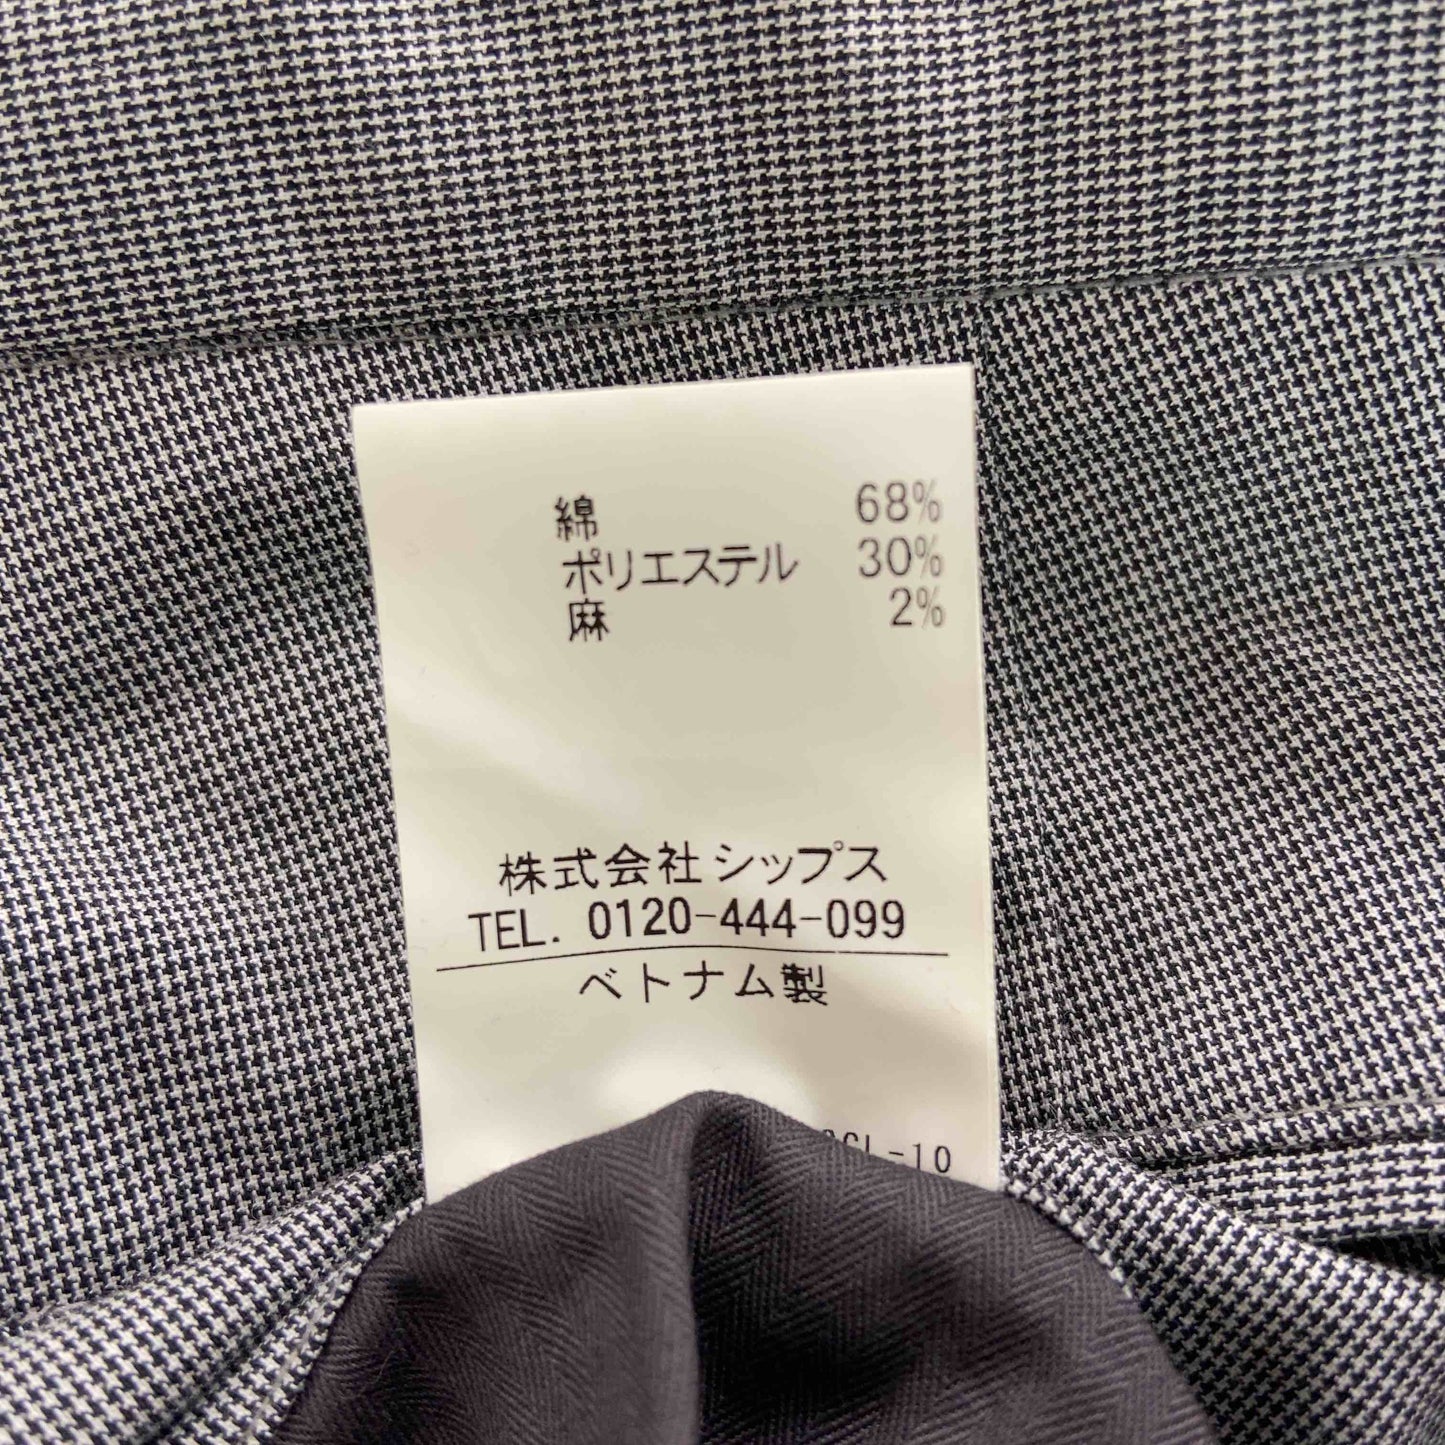 綿 68%
ポリエステル 30%
麻 2%
株式会社シップス
TEL. 0120-444-099
ベトナム製
-10